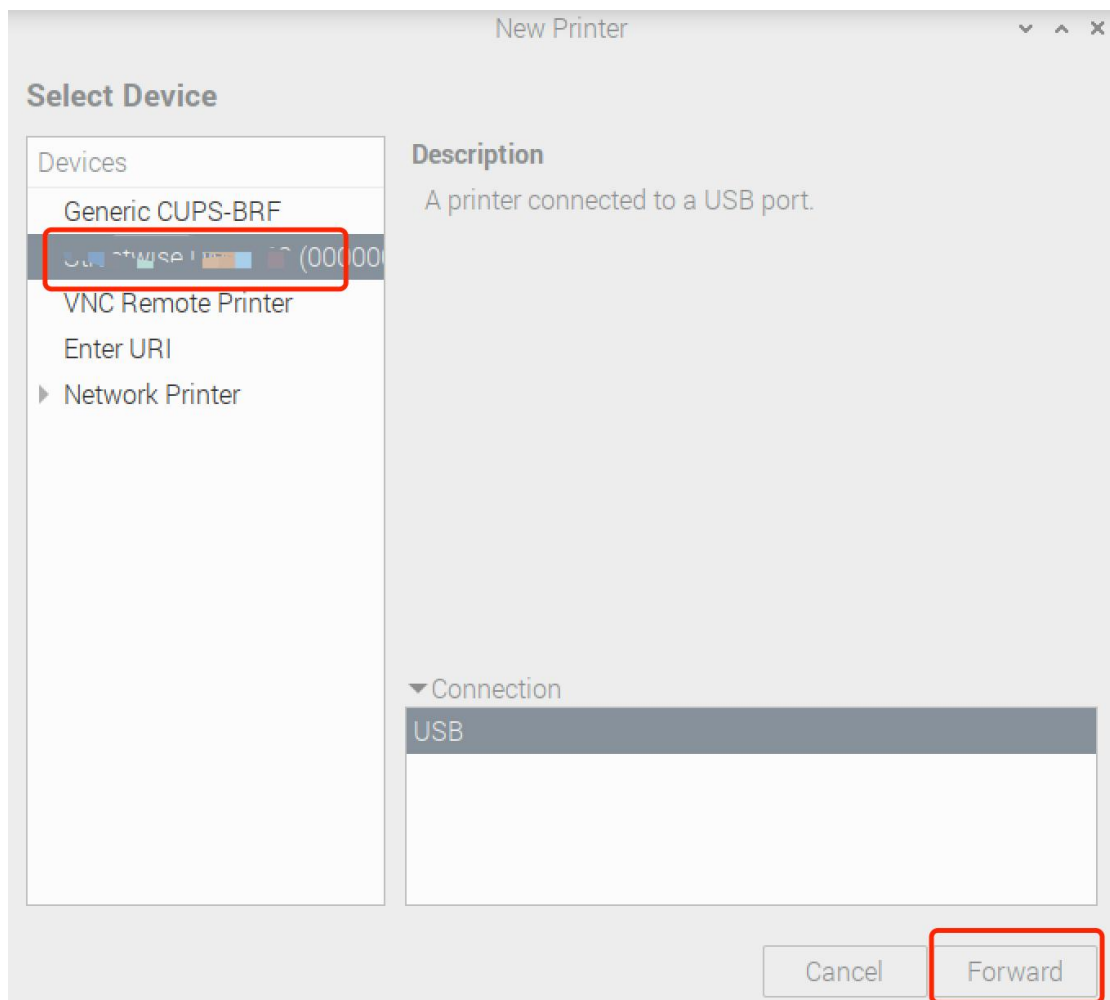 New Printer
Select Device
Devices
Generic CUPS-BRF
(00000
VNC Remote Printer
Enter URI
Network Printer
Description
A printer connected to a USB port.
Connection
USB
Cancel
Forward